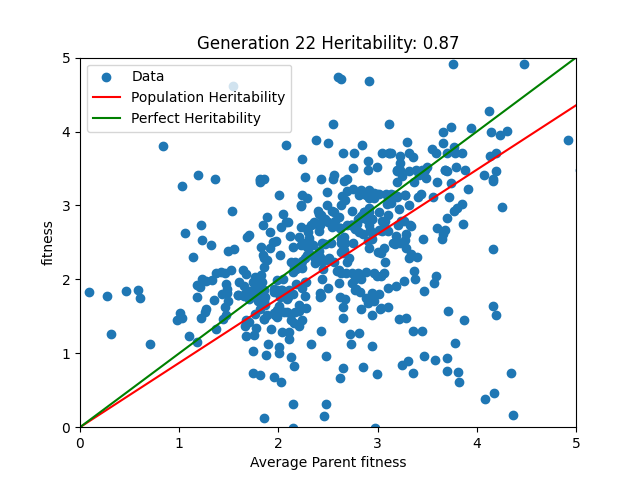 Generation 22 Heritability: 0.87
Data
Population Heritability
Perfect Heritability
fitness
5
4
3
2
1
0
0 1 2 3 4 5
Average Parent fitness